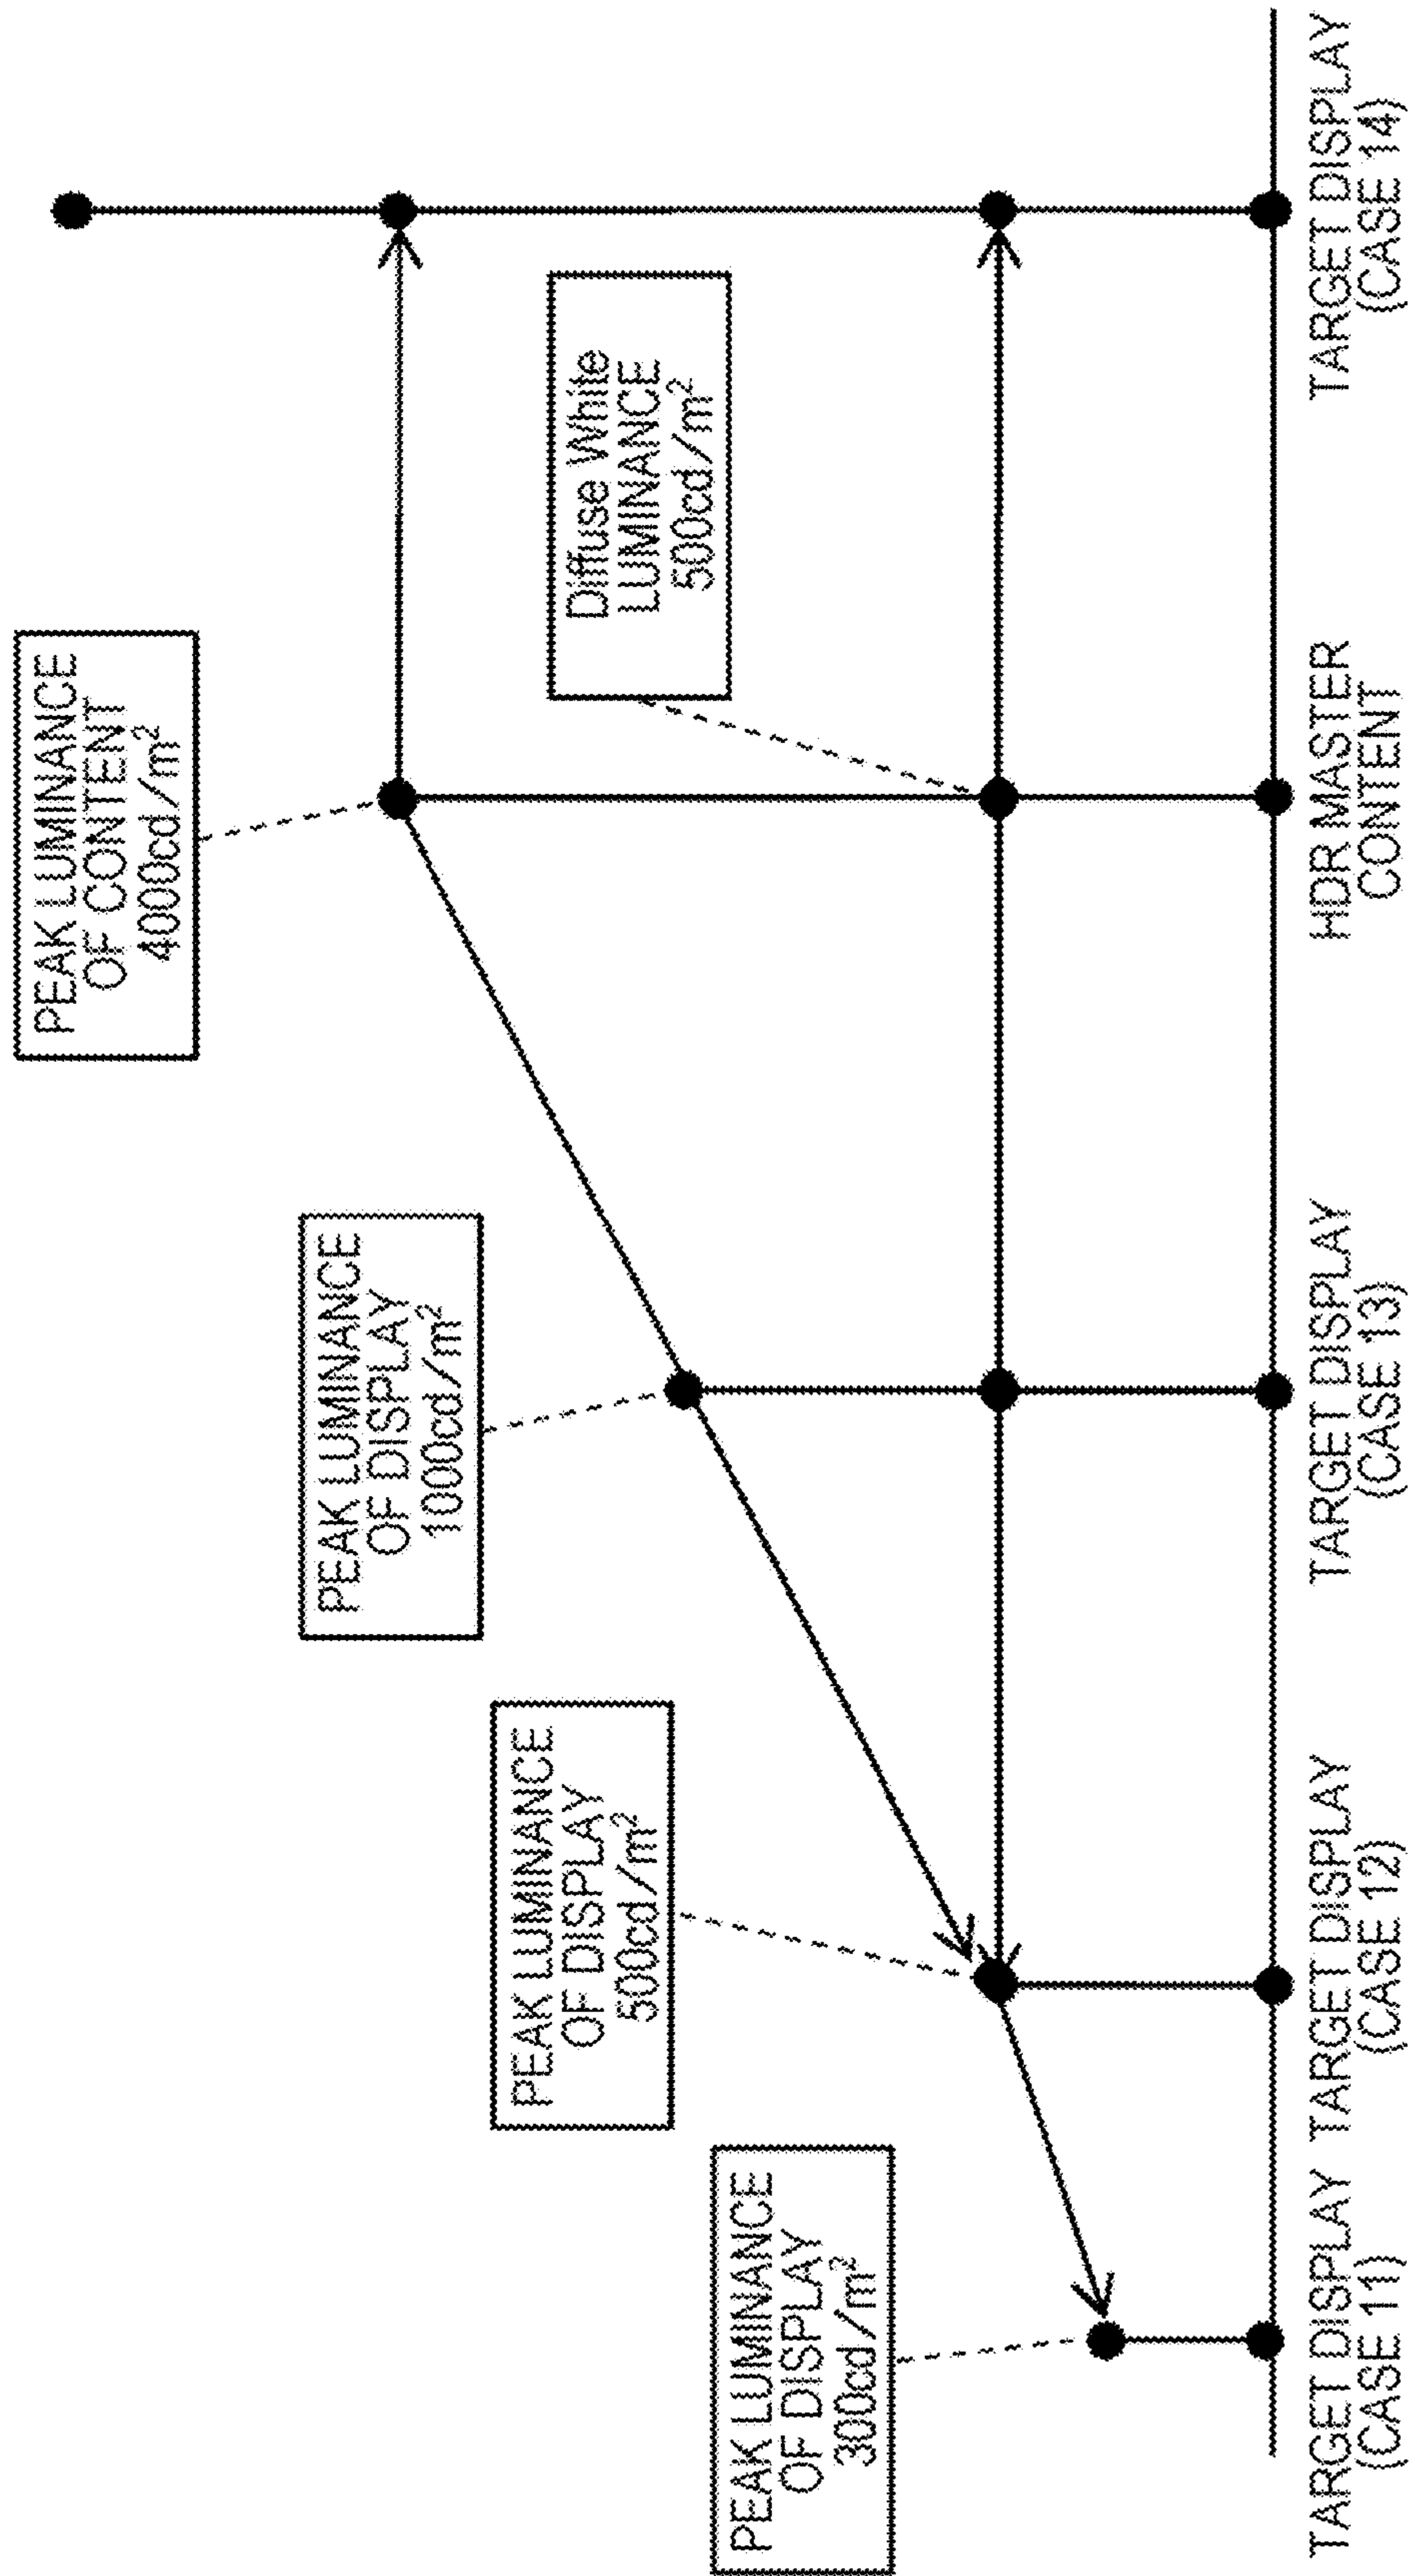 PEAK LUMINANCE
OF DISPLAY
300cd/m²
PEAK LUMINANCE
OF DISPLAY
500cd/m²
PEAK LUMINANCE
OF DISPLAY
1000cd/m²
PEAK LUMINANCE
OF CONTENT
4000cd/m²
Diffuse White
LUMINANCE
500cd/m²
TARGET DISPLAY
(CASE 11)
TARGET DISPLAY
(CASE 12)
TARGET DISPLAY
(CASE 13)
HDR MASTER
CONTENT
TARGET DISPLAY
(CASE 14)